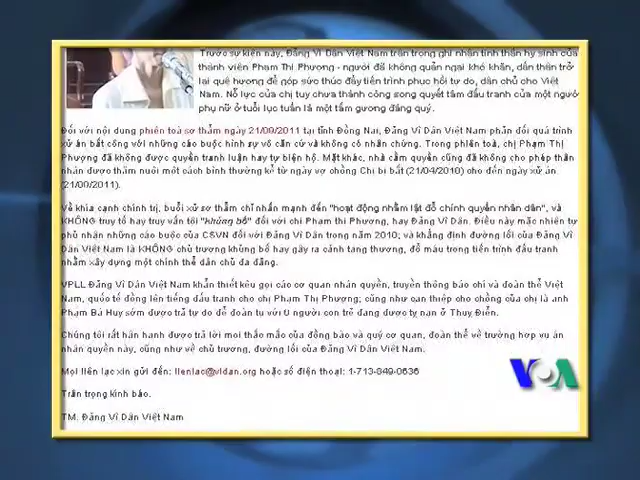 Trước sự kiện này, Đảng Vì Dân Việt Nam trân trọng ghi nhận tinh thần hy sinh của
thành viên Phạm Thị Phượng - người đã không quản ngại khó khăn, dấn thân trở
lại quê hương để góp sức thúc đẩy tiến trình phục hồi tự do, dân chủ cho Việt
Nam. Nỗ lực của chị tuy chưa thành công song quyết tâm đấu tranh của một người
phụ nữ ở tuổi lục tuần là một tấm gương đáng quý.
Đối với nội dung phiên toà sơ thẩm ngày 21/09/2011 tại tỉnh Đồng Nai, Đảng Vì Dân Việt Nam phản đối quá trình
xử án bất công với những cáo buộc hình sự vô căn cứ và không có nhân chứng. Trong phiên toà, chị Phạm Thị
Phượng đã không được quyền tranh luận hay tự biện hộ. Mặt khác, nhà cầm quyền cũng đã không cho phép thân
nhân được thăm nuôi một cách bình thường kể từ ngày vợ chồng Chị bị bắt (21/04/2010) cho đến ngày xử án
(21/09/2011).
Về khía cạnh chính trị, buổi xử sơ thẩm chỉ nhấn mạnh đến "hoạt động nhằm lật đổ chính quyền nhân dân", và
KHÔNG truy tố hay truy vấn tội "khủng bố" đối với chị Phạm thị Phượng, hay Đảng Vì Dân. Điều này mặc nhiên tự
phủ nhận những cáo buộc của CSVN đối với Đảng Vì Dân trong năm 2010; và khẳng định đường lối của Đảng Vì
Dân Việt Nam là KHÔNG chủ trương khủng bố hay gây ra cảnh tang thương, đổ máu trong tiến trình đấu tranh
nhằm xây dựng một chính thể dân chủ đa đảng.
VPLL Đảng Vì Dân Việt Nam khẩn thiết kêu gọi các cơ quan nhân quyền, truyền thông báo chí và đoàn thể Việt
Nam, quốc tế đồng lên tiếng đấu tranh cho chị Phạm Thị Phượng; cũng như can thiệp cho chồng của chị là anh
Phạm Bá Huy sớm được trả tự do để đoàn tụ với người con trẻ đang được tỵ nạn ở Thuỵ Điển.
Chúng tôi rất hân hạnh được trả lời mọi thắc mắc của đồng bào và quý cơ quan, đoàn thể về trường hợp vụ án
nhân quyền này, cũng như về chủ trương, đường lối của Đảng Vì Dân Việt Nam.
Mọi liên lạc xin gửi đến: lienlac@vidan.org hoặc số điện thoại: 1-713-849-0636
Trân trọng kính báo.
TM. Đảng Vì Dân Việt Nam
VOA